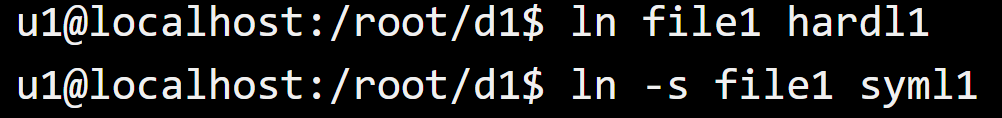 u1@localhost:/root/d1$ ln file1 hardl1
u1@localhost:/root/d1$ ln -s file1 syml1